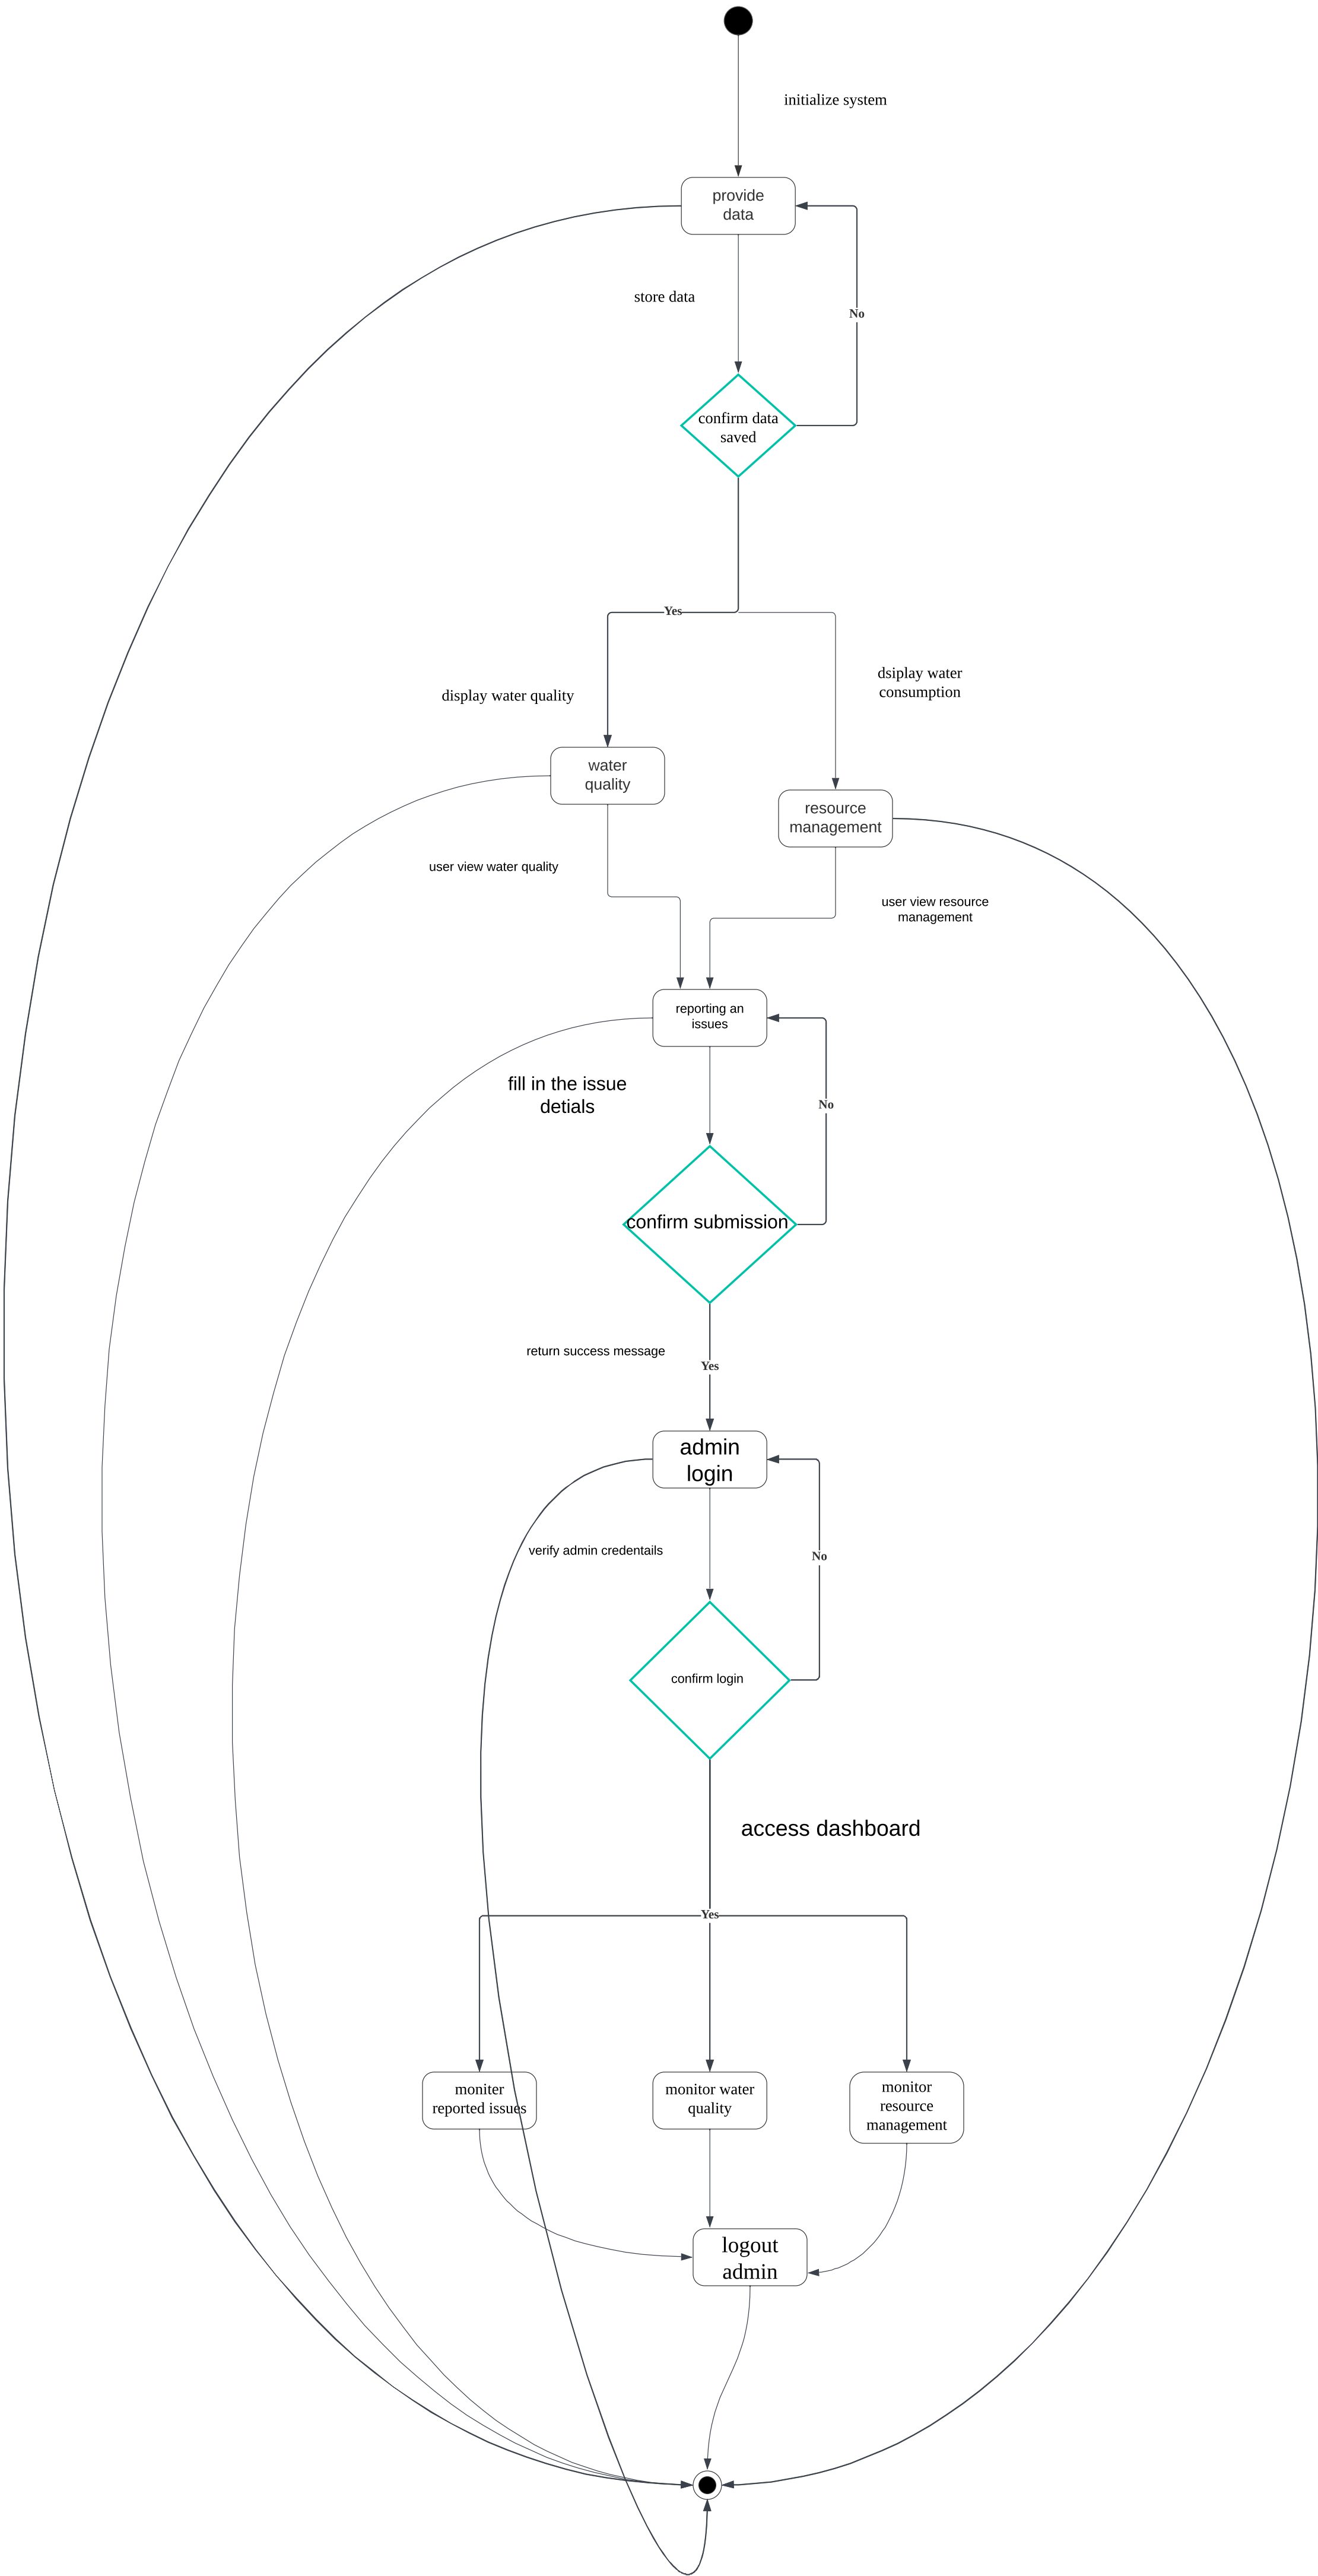 initialize system
provide
data
store data
No
confirm data
saved
Yes
dsiplay water
consumption
display water quality
water
quality
resource
management
user view water quality
user view resource
management
reporting an
issues
fill in the issue
detials
No
confirm submission
return success message
Yes
admin
login
verify admin credentails
No
confirm login
access dashboard
Yes
moniter
reported issues
monitor water
quality
monitor
resource
management
logout
admin